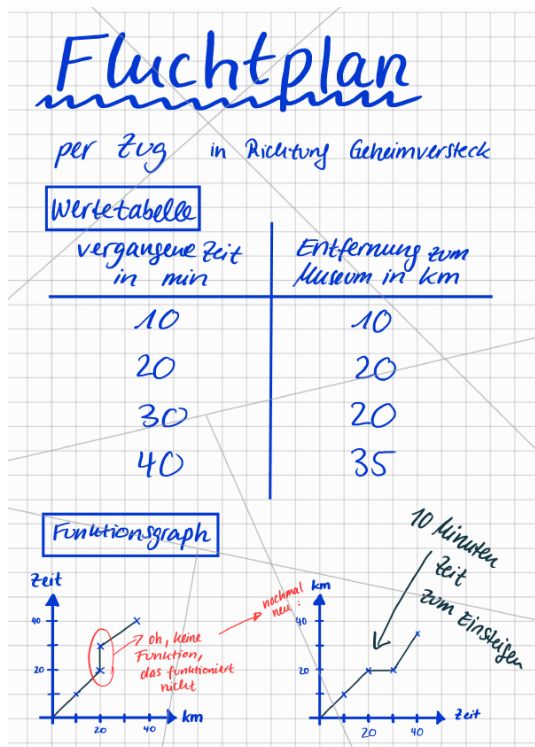 Fluchtplan
per Zug in Richtung Geheimversteck
Wertetabelle
vergangene Zeit
in min
Entfernung zum
Museum in km
10 10
20 20
30 20
40 35
Funktionsgraph
10 Minuten
Zeit
zum Einsteigen
Zeit
40
20
20 40
km
oh, keine
Funktion,
das funktioniert
nicht
nochmal
neu:
km
40
20
20 40
Zeit